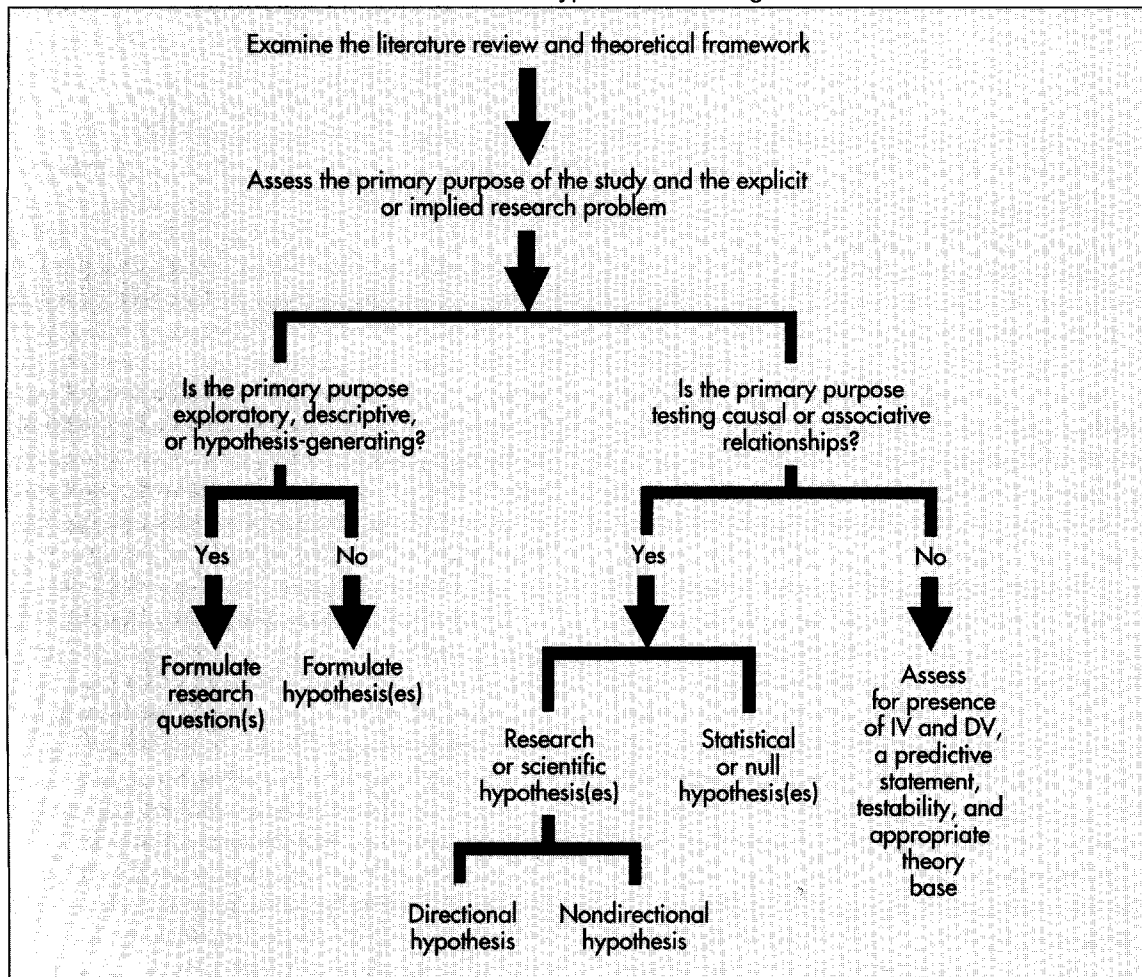 Examine the literature review and theoretical framework
Assess the primary purpose of the study and the explicit
or implied research problem
Is the primary purpose
exploratory, descriptive,
or hypothesis-generating?
Is the primary purpose
testing causal or associative
relationships?
Yes
No
Yes
No
Formulate
research
question(s)
Formulate
hypothesis(es)
Research
or scientific
hypothesis(es)
Statistical
or null
hypothesis(es)
Assess
for presence
of IV and DV,
a predictive
statement,
testability, and
appropriate
theory
base
Directional
hypothesis
Nondirectional
hypothesis